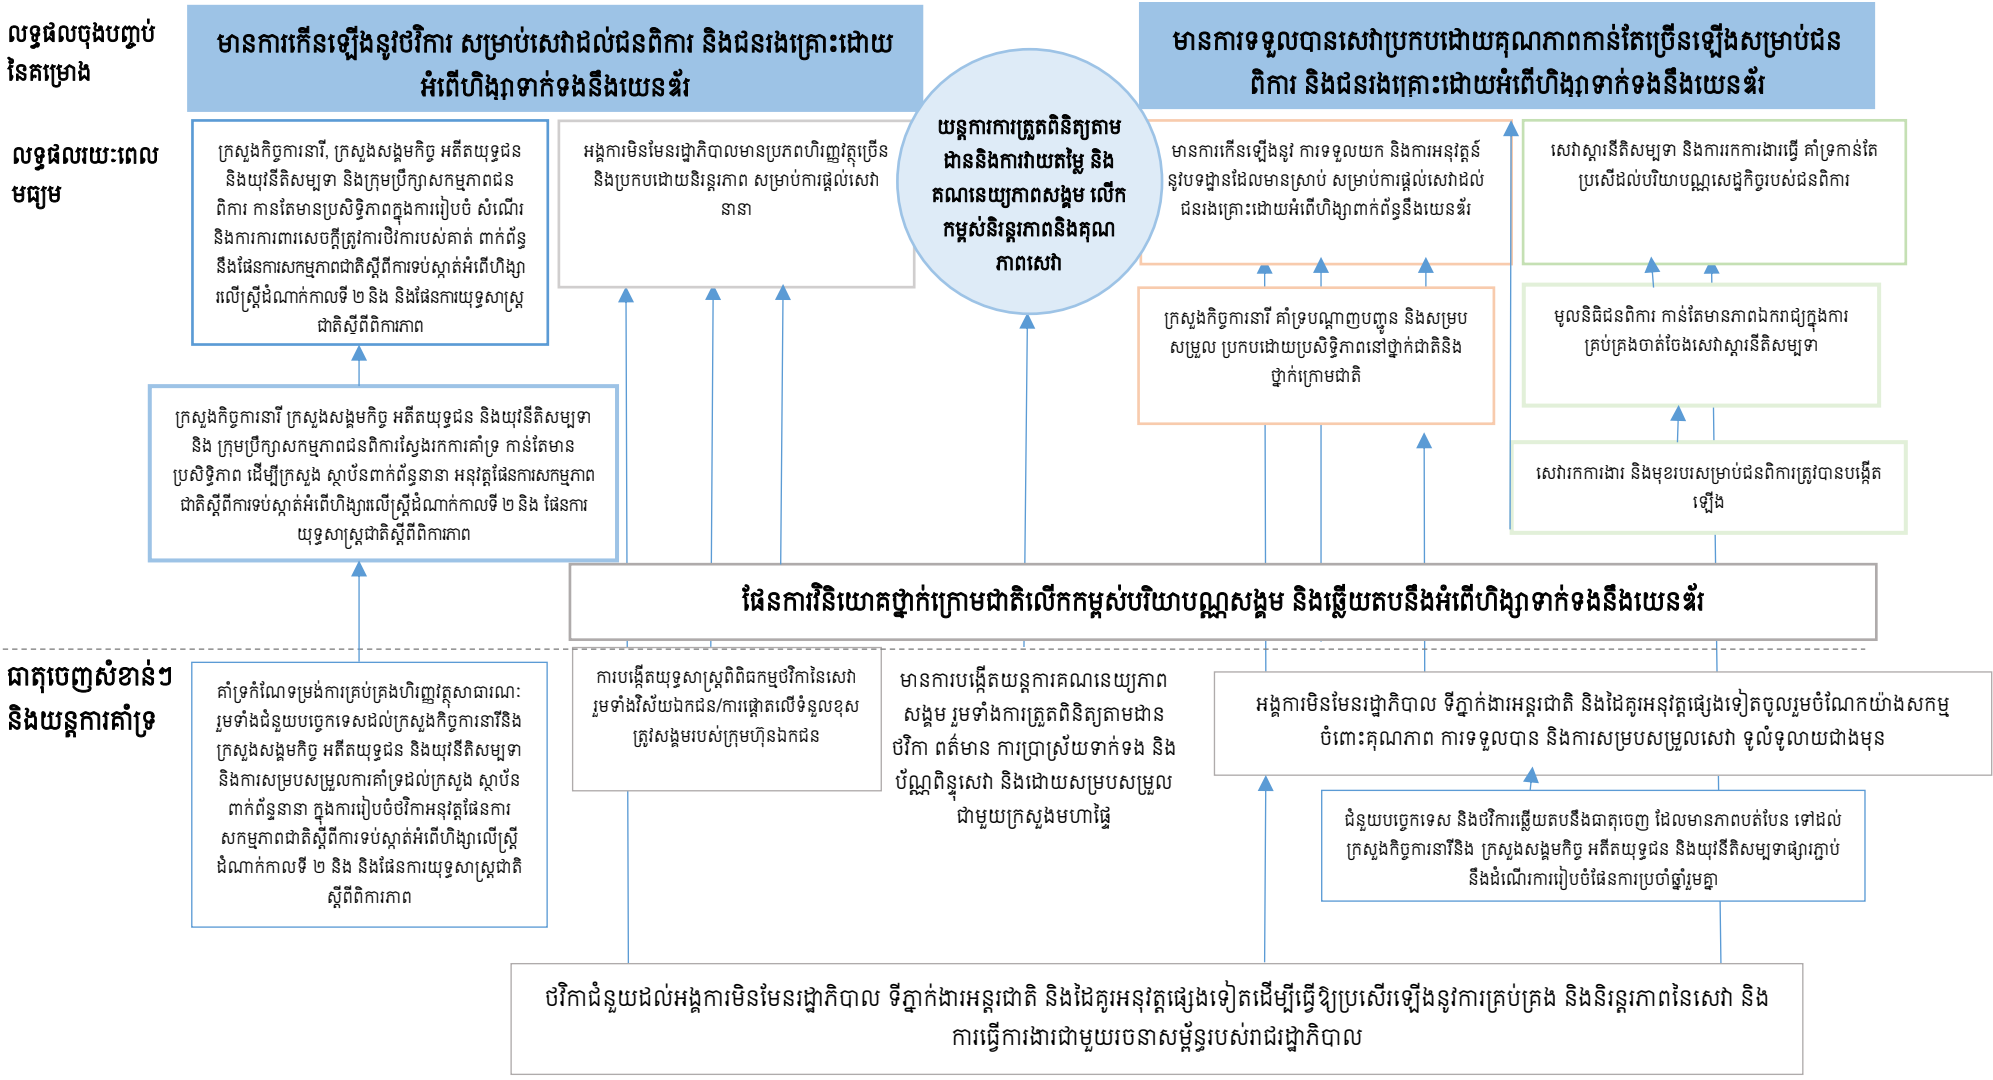 លទ្ធផលចុងបញ្ចប់
នៃគម្រោង
មានការកើនឡើងនូវថវិការ សម្រាប់សេវាដល់ជនពិការ និងជនរងគ្រោះដោយ
អំពើហិង្សាទាក់ទងនឹងយេនឌ័រ
មានការទទួលបានសេវាប្រកបដោយគុណភាពកាន់តែច្រើនឡើងសម្រាប់ជន
ពិការ និងជនរងគ្រោះដោយអំពើហិង្សាទាក់ទងនឹងយេនឌ័រ
លទ្ធផលរយៈពេល
មធ្យម
ក្រសួងកិច្ចការនារី, ក្រសួងសង្គមកិច្ច អតីតយុទ្ធជន
និងយុវនីតិសម្បទា និងក្រុមប្រឹក្សាសកម្មភាពជន
ពិការ កាន់តែមានប្រសិទ្ធិភាពក្នុងការរៀបចំ សំណើរ
និងការការពារសេចក្តីត្រូវការថិវការបស់គាត់ ពាក់ព័ន្ធ
នឹងផែនការសកម្មភាពជាតិស្តីពីការទប់ស្កាត់អំពើហិង្សា
រលើស្ត្រីដំណាក់កាលទី ២ និង និងផែនការយុទ្ធសាស្ត្រ
ជាតិស្តីពីពិការភាព
អង្គការមិនមែនរដ្ឋាភិបាលមានប្រភពហិរញ្ញវត្ថុច្រើន
និងប្រកបដោយនិរន្តរភាព សម្រាប់ការផ្តល់សេវា
នានា
យន្តការការត្រួតពិនិត្យតាម
ដាននិងការវាយតម្លៃ និង
គណនេយ្យភាពសង្គម លើក
កម្ពស់និរន្តរភាពនិងគុណ
ភាពសេវា
មានការកើនឡើងនូវ ការទទួលយក និងការអនុវត្តន៍
នូវបទដ្ឋានដែលមានស្រាប់ សម្រាប់ការផ្តល់សេវាដល់
ជនរងគ្រោះដោយអំពើហិង្សាពាក់ព័ន្ធនឹងយេនឌ័រ
សេវាស្តារនីតិសម្បទា និងការរកការងារធ្វើ គាំទ្រកាន់តែ
ប្រសើដល់បរិយាបណ្ណសេដ្ឋកិច្ចរបស់ជនពិការ
ក្រសួងកិច្ចការនារី គាំទ្របណ្តាញបញ្ជូន និងសម្រប
សម្រួល ប្រកបដោយប្រសិទ្ធិភាពនៅថ្នាក់ជាតិនិង
ថ្នាក់ក្រោមជាតិ
មូលនិធិជនពិការ កាន់តែមានភាពឯករាជ្យក្នុងការ
គ្រប់គ្រងចាត់ចែងសេវាស្តារនីតិសម្បទា
ក្រសួងកិច្ចការនារី ក្រសួងសង្គមកិច្ច អតីតយុទ្ធជន និងយុវនីតិសម្បទា
និង ក្រុមប្រឹក្សាសកម្មភាពជនពិការស្វែងរកការគាំទ្រ កាន់តែមាន
ប្រសិទ្ធិភាព ដើម្បីក្រសួង ស្ថាប័នពាក់ព័ន្ធនានា អនុវត្តផែនការសកម្មភាព
ជាតិស្តីពីការទប់ស្កាត់អំពើហិង្សារលើស្ត្រីដំណាក់កាលទី ២ និង ផែនការ
យុទ្ធសាស្ត្រជាតិស្តីពីពិការភាព
សេវារកការងារ និងមុខរបរសម្រាប់ជនពិការត្រូវបានបង្កើត
ឡើង
ផែនការវិនិយោគថ្នាក់ក្រោមជាតិលើកកម្ពស់បរិយាបណ្ណសង្គម និងឆ្លើយតបនឹងអំពើហិង្សាទាក់ទងនឹងយេនឌ័រ
ធាតុចេញសំខាន់ៗ
និងយន្តការគាំទ្រ
គាំទ្រកំណែទម្រង់ការគ្រប់គ្រងហិរញ្ញវត្ថុសាធារណៈ
រួមទាំងជំនួយបច្ចេកទេសដល់ក្រសួងកិច្ចការនារីនិង
ក្រសួងសង្គមកិច្ច អតីតយុទ្ធជន និងយុវនីតិសម្បទា
និងការសម្របសម្រួលការគាំទ្រដល់ក្រសួង ស្ថាប័ន
ពាក់ព័ន្ធនានា ក្នុងការរៀបចំថវិកាអនុវត្តផែនការ
សកម្មភាពជាតិស្តីពីការទប់ស្កាត់អំពើហិង្សាលើស្ត្រី
ដំណាក់កាលទី ២ និង និងផែនការយុទ្ធសាស្ត្រជាតិ
ស្តីពីពិការភាព
ការបង្កើតយុទ្ធសាស្ត្រពិពិធកម្មថវិកានៃសេវា
រួមទាំងវិស័យឯកជន/ការផ្តោតលើទំនួលខុស
ត្រូវសង្គមរបស់ក្រុមហ៊ុនឯកជន
មានការបង្កើតយន្តការគណនេយ្យភាព
សង្គម រួមទាំងការត្រួតពិនិត្យតាមដាន
ថវិកា ពត៌មាន ការប្រាស្រ័យទាក់ទង និង
ប័ណ្ណពិន្ទុសេវា និងដោយសម្របសម្រួល
ជាមួយក្រសួងមហាផ្ទៃ
អង្គការមិនមែនរដ្ឋាភិបាល ទីភ្នាក់ងារអន្តរជាតិ និងដៃគូរអនុវត្តផ្សេងទៀតចូលរួមចំណែកយ៉ាងសកម្ម
ចំពោះគុណភាព ការទទួលបាន និងការសម្របសម្រួលសេវា ទូលំទូលាយជាងមុន
ជំនួយបច្ចេកទេស និងថវិការឆ្លើយតបនឹងធាតុចេញ ដែលមានភាពបត់បែន ទៅដល់
ក្រសួងកិច្ចការនារីនិង ក្រសួងសង្គមកិច្ច អតីតយុទ្ធជន និងយុវនីតិសម្បទាផ្សារភ្ជាប់
នឹងដំណើរការរៀបចំផែនការប្រចាំឆ្នាំរួមគ្នា
ថវិកាជំនួយដល់អង្គការមិនមែនរដ្ឋាភិបាល ទីភ្នាក់ងារអន្តរជាតិ និងដៃគូរអនុវត្តផ្សេងទៀតដើម្បីធ្វើឱ្យប្រសើរឡើងនូវការគ្រប់គ្រង និងនិរន្តរភាពនៃសេវា និង
ការធ្វើការងារជាមួយរចនាសម្ព័ន្ធរបស់រាជរដ្ឋាភិបាល